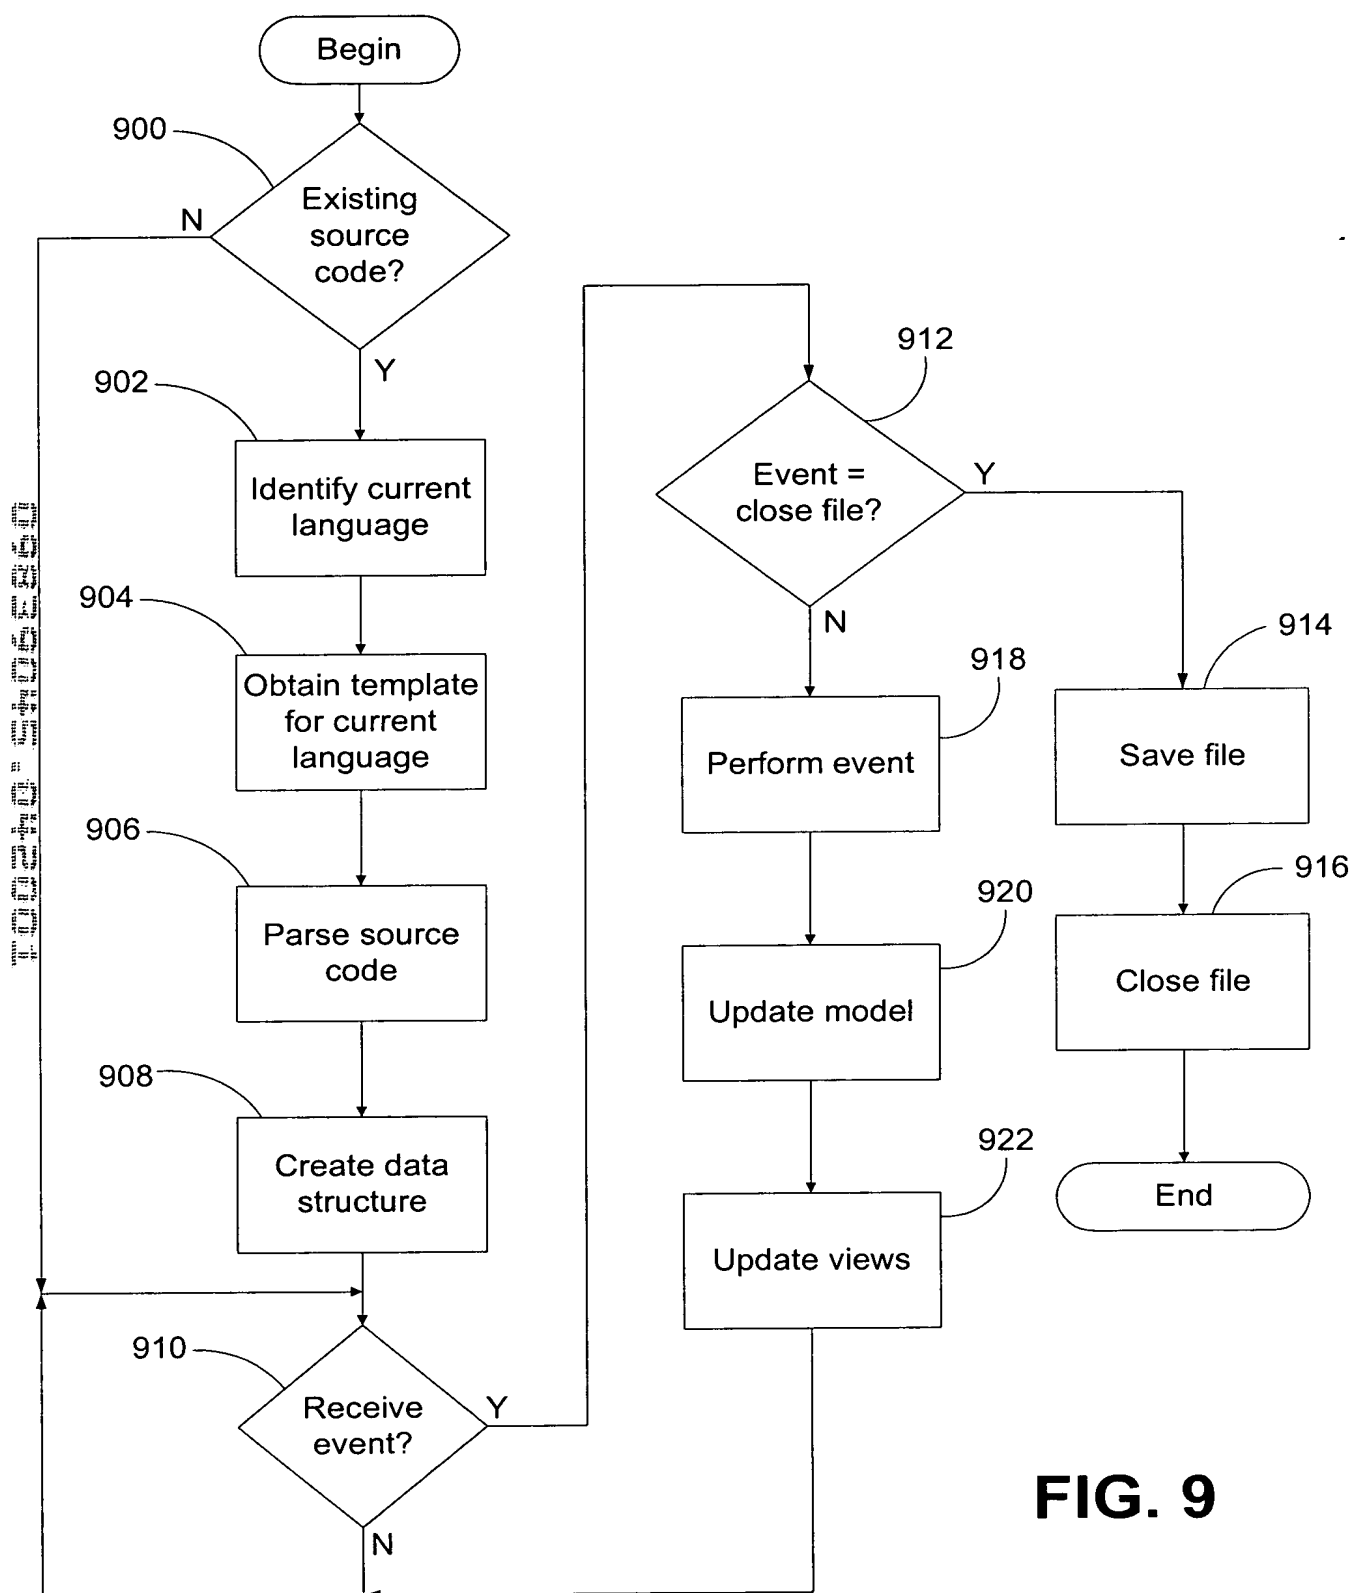 Begin
900
Existing
source
code?
N
Y
902
Identify current
language
904
Obtain template
for current
language
906
Parse source
code
908
Create data
structure
910
Receive
event?
Y
N
912
Event =
close file?
Y
N
918
Perform event
920
Update model
922
Update views
914
Save file
916
Close file
End
FIG. 9